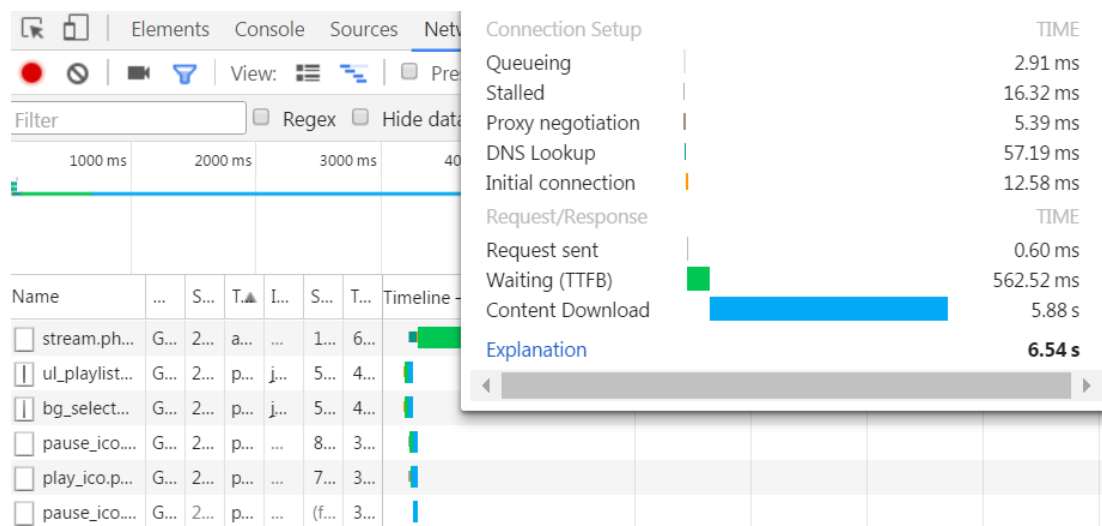 Elements Console Sources Netw
View: Pres
Filter Regex Hide data
1000 ms 2000 ms 3000 ms 40
Name ... S... T... I... S... T... Timeline –
stream.ph... G... 2... a... ... 1... 6...
ul_playlist... G... 2... p... j... 5... 4...
bg_select... G... 2... p... j... 5... 4...
pause_ico.... G... 2... p... ... 8... 3...
play_ico.p... G... 2... p... ... 7... 3...
pause_ico.... G... 2... p... ... (f... 3...
Connection Setup TIME
Queueing 2.91 ms
Stalled 16.32 ms
Proxy negotiation 5.39 ms
DNS Lookup 57.19 ms
Initial connection 12.58 ms
Request/Response TIME
Request sent 0.60 ms
Waiting (TTFB) 562.52 ms
Content Download 5.88 s
Explanation 6.54 s